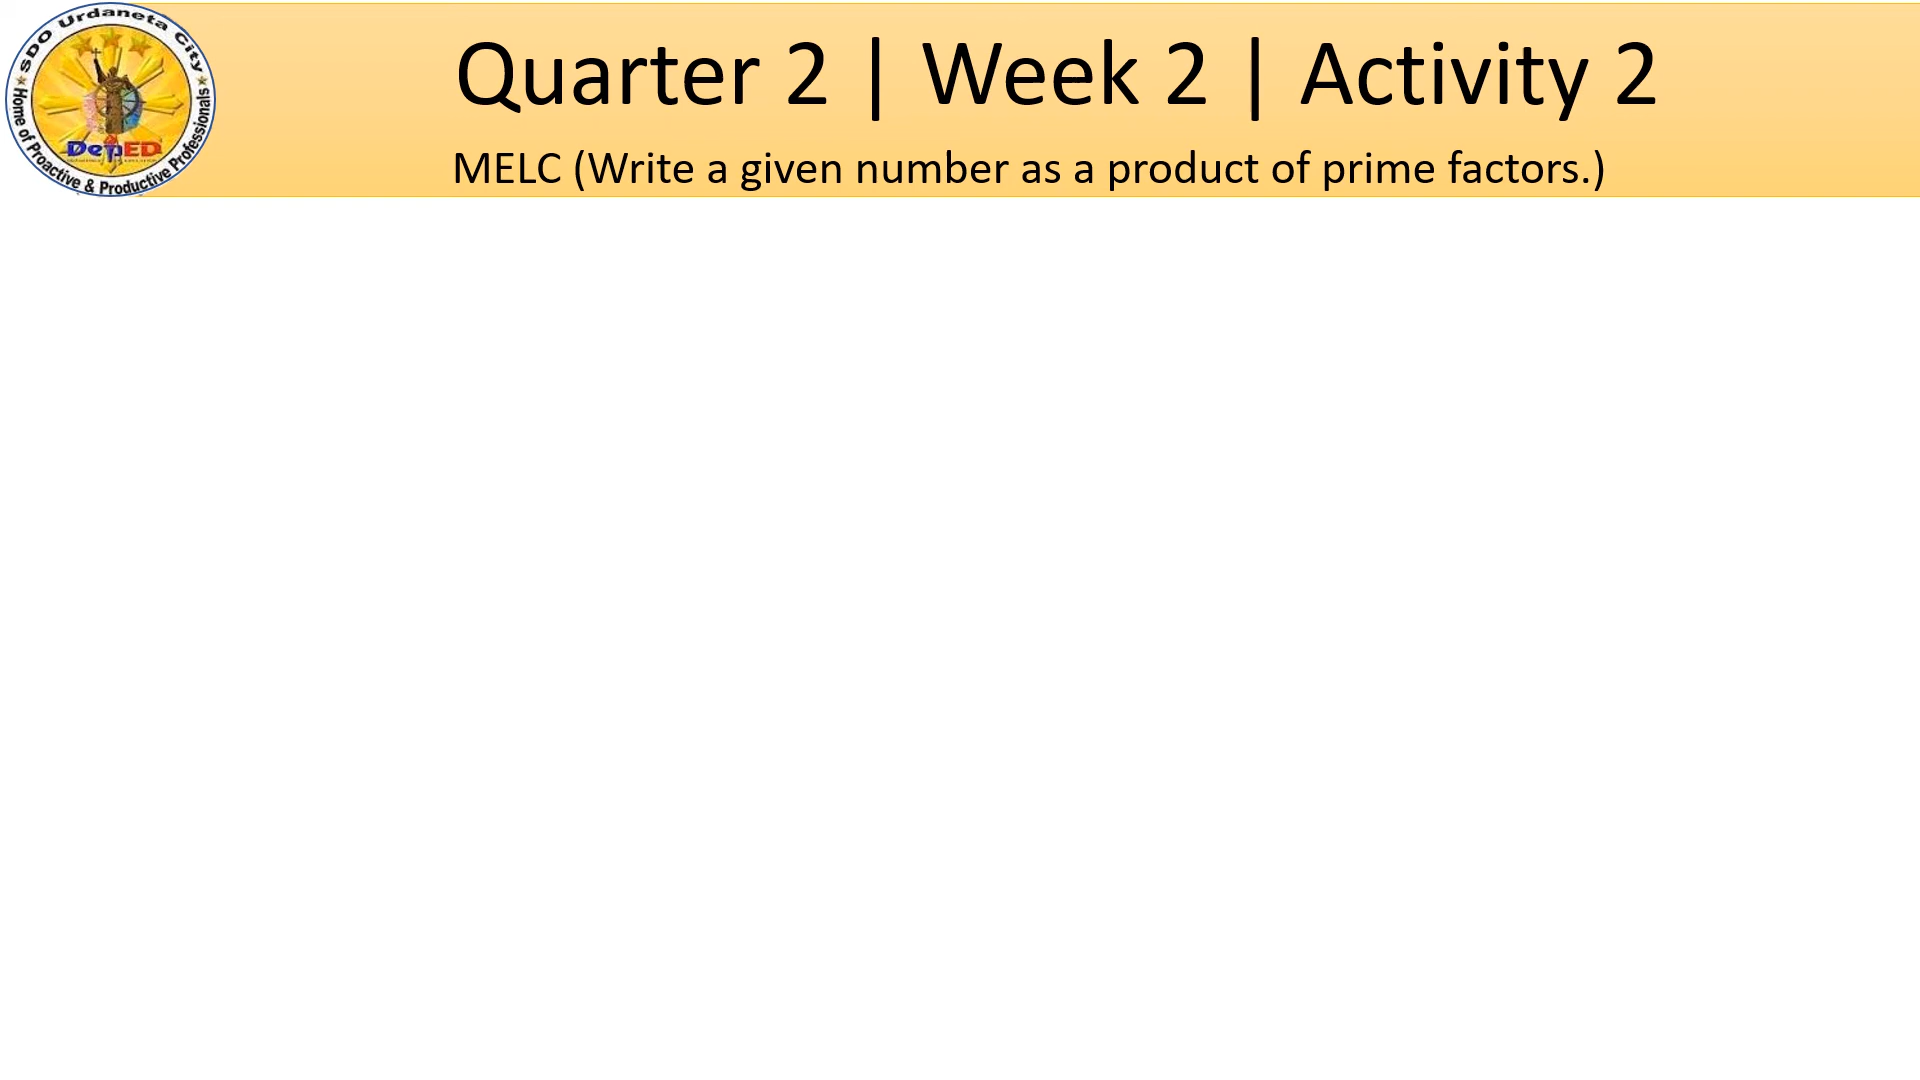 SDO Urdaneta City
Home of Proactive & Productive Professionals
DepED
Quarter 2 | Week 2 | Activity 2
MELC (Write a given number as a product of prime factors.)